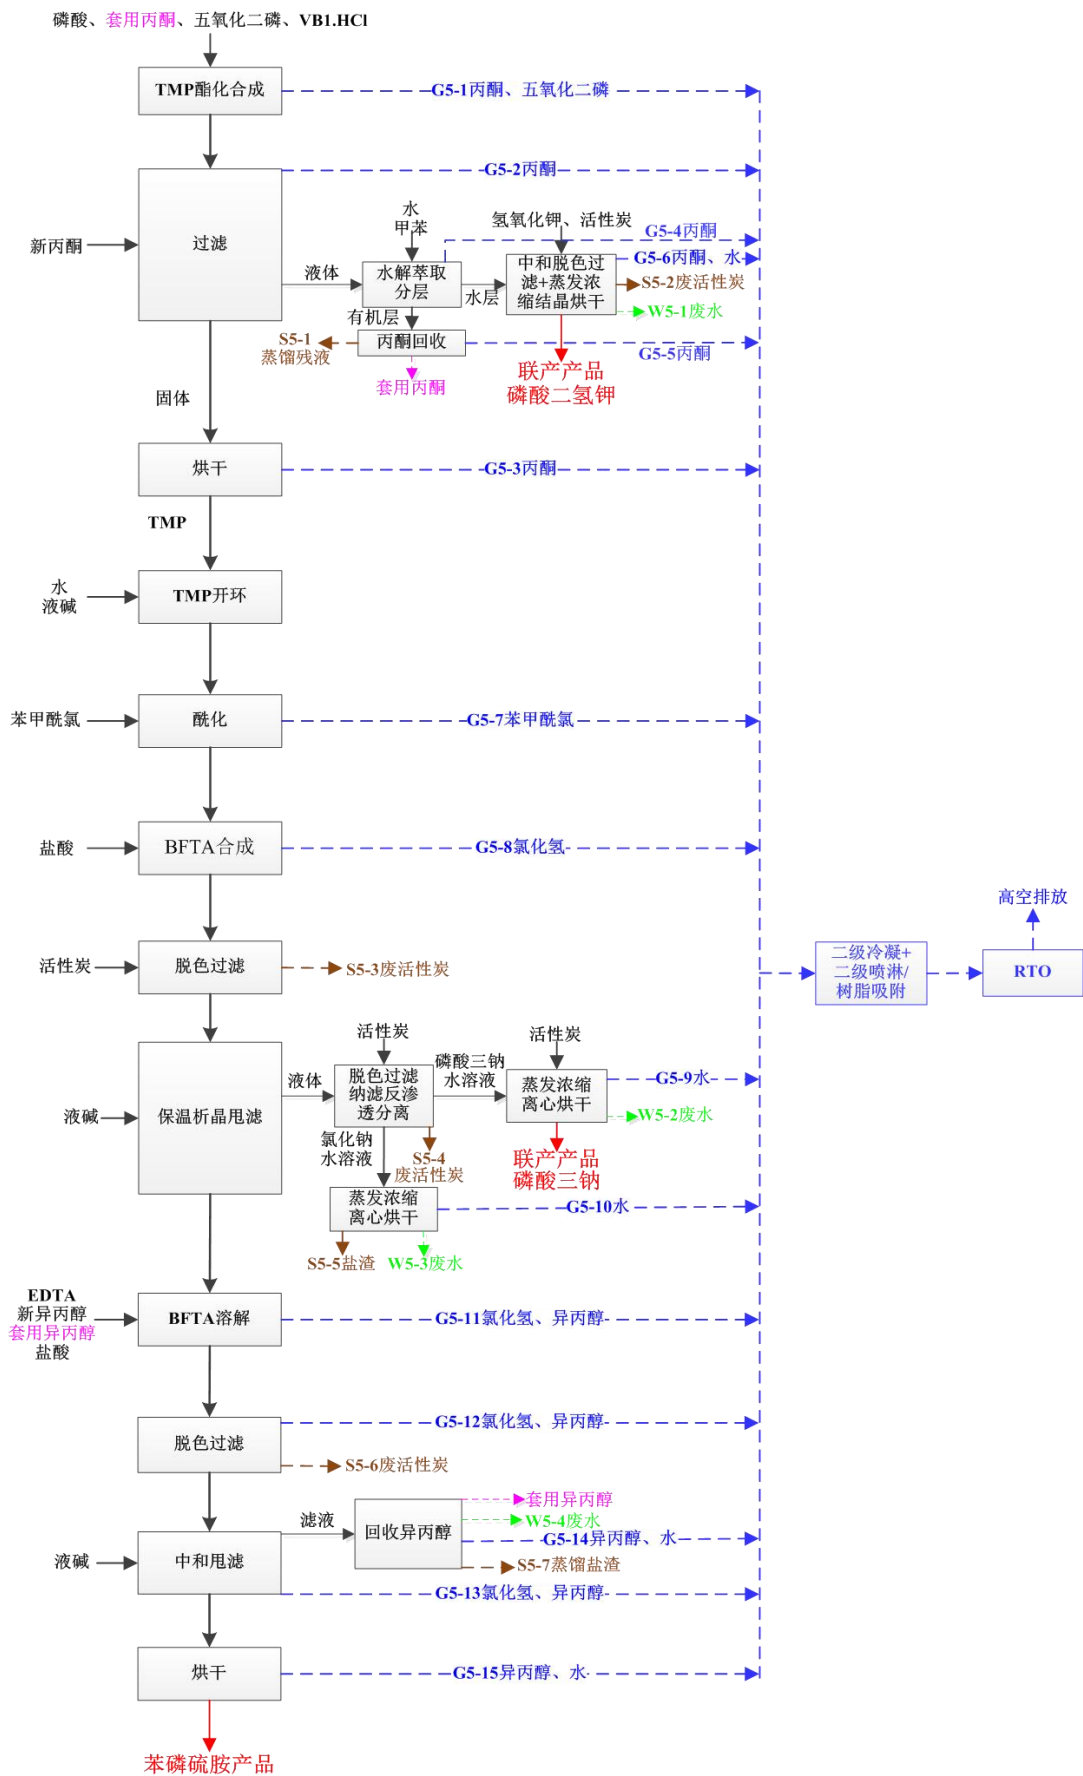 磷酸、套用丙酮、五氧化二磷、VB1.HCl
TMP酯化合成
G5-1丙酮、五氧化二磷
G5-2丙酮
新丙酮
过滤
液体
水
甲苯
水解萃取
分层
水层
氢氧化钾、活性炭
中和脱色过
滤+蒸发浓
缩结晶烘干
G5-4丙酮
G5-6丙酮、水
S5-2废活性炭
W5-1废水
有机层
丙酮回收
S5-1
蒸馏残液
套用丙酮
G5-5丙酮
联产产品
磷酸二氢钾
固体
烘干
G5-3丙酮
TMP
水
液碱
TMP开环
苯甲酰氯
酰化
G5-7苯甲酰氯
盐酸
BFTA合成
G5-8氯化氢
活性炭
脱色过滤
S5-3废活性炭
二级冷凝+
二级喷淋/
树脂吸附
RTO
高空排放
液碱
保温析晶甩滤
液体
活性炭
脱色过滤
纳滤反渗
透分离
磷酸三钠
水溶液
活性炭
蒸发浓缩
离心烘干
G5-9水
W5-2废水
联产产品
磷酸三钠
氯化钠
水溶液
S5-4
废活性炭
蒸发浓缩
离心烘干
G5-10水
S5-5盐渣
W5-3废水
EDTA
新异丙醇
套用异丙醇
盐酸
BFTA溶解
G5-11氯化氢、异丙醇
脱色过滤
G5-12氯化氢、异丙醇
S5-6废活性炭
液碱
中和甩滤
滤液
回收异丙醇
套用异丙醇
W5-4废水
G5-14异丙醇、水
S5-7蒸馏盐渣
G5-13氯化氢、异丙醇
烘干
G5-15异丙醇、水
苯磷硫胺产品